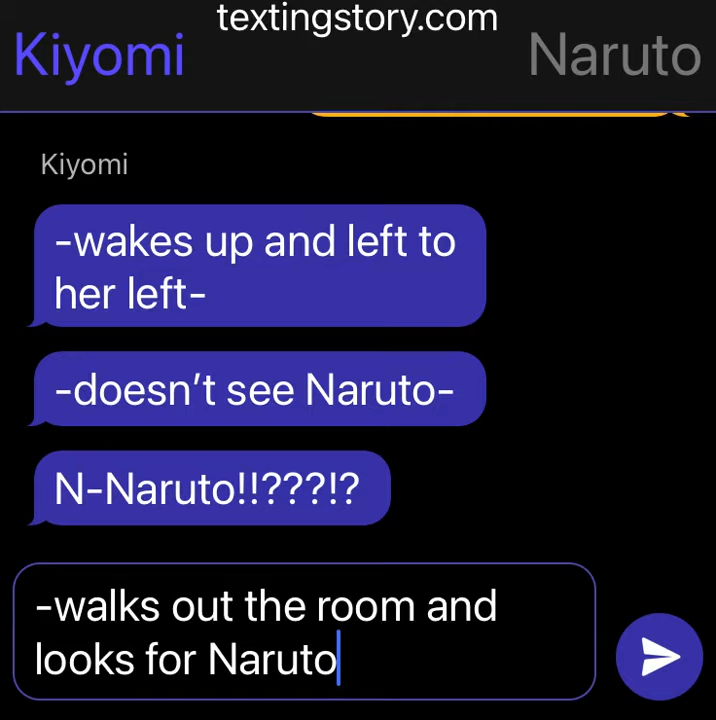 textingstory.com
Kiyomi Naruto
Kiyomi
-wakes up and left to
her left-
-doesn't see Naruto-
N-Naruto!!???!?
-walks out the room and
looks for Naruto